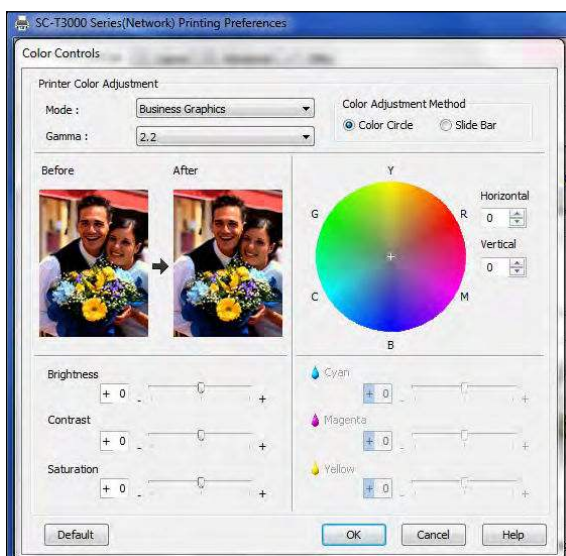 SC-T3000 Series(Network) Printing Preferences
Color Controls
Printer Color Adjustment
Mode :
Business Graphics
Gamma :
2.2
Color Adjustment Method
Color Circle
Slide Bar
Before
After
Y
G
R
C
M
B
Horizontal
0
Vertical
0
Brightness
+ 0
- +
Contrast
+ 0
- +
Saturation
+ 0
- +
Cyan
+ 0
- +
Magenta
+ 0
- +
Yellow
+ 0
- +
Default
OK
Cancel
Help